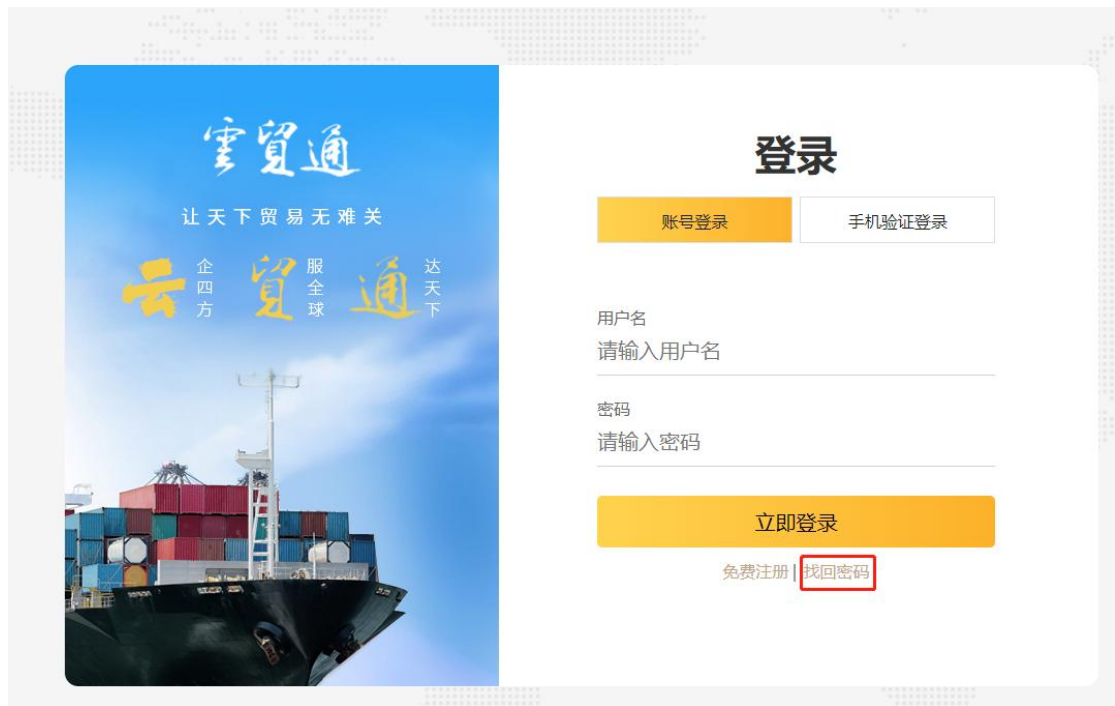 雲貿通
让天下贸易无难关
云 企四方 貿 服全球 通 达天下
登录
账号登录 手机验证登录
用户名
请输入用户名
密码
请输入密码
立即登录
免费注册 | 找回密码